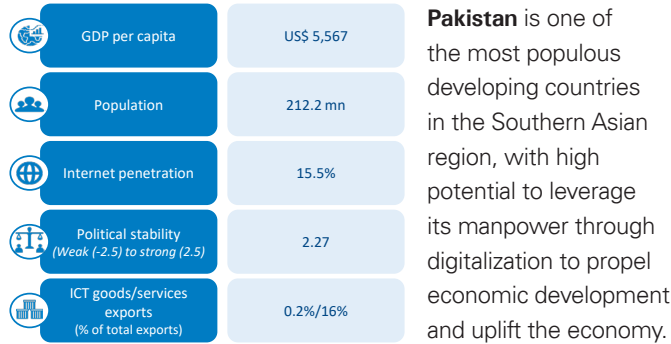 GDP per capita
US$ 5,567
Population
212.2 mn
Internet penetration
15.5%
Political stability
(Weak (-2.5) to strong (2.5)
2.27
ICT goods/services
exports
(% of total exports)
0.2%/16%
Pakistan is one of
the most populous
developing countries
in the Southern Asian
region, with high
potential to leverage
its manpower through
digitalization to propel
economic development
and uplift the economy.